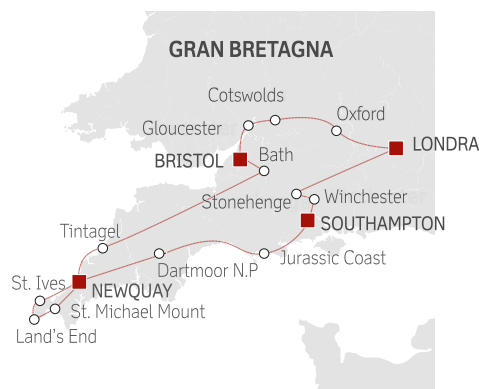 GRAN BRETAGNA
Cotswolds
Oxford
Gloucester
LONDRA
BRISTOL
Bath
Stonehenge
Winchester
SOUTHAMPTON
Tintagel
Jurassic Coast
Dartmoor N.P
St. Ives
NEWQUAY
St. Michael Mount
Land's End